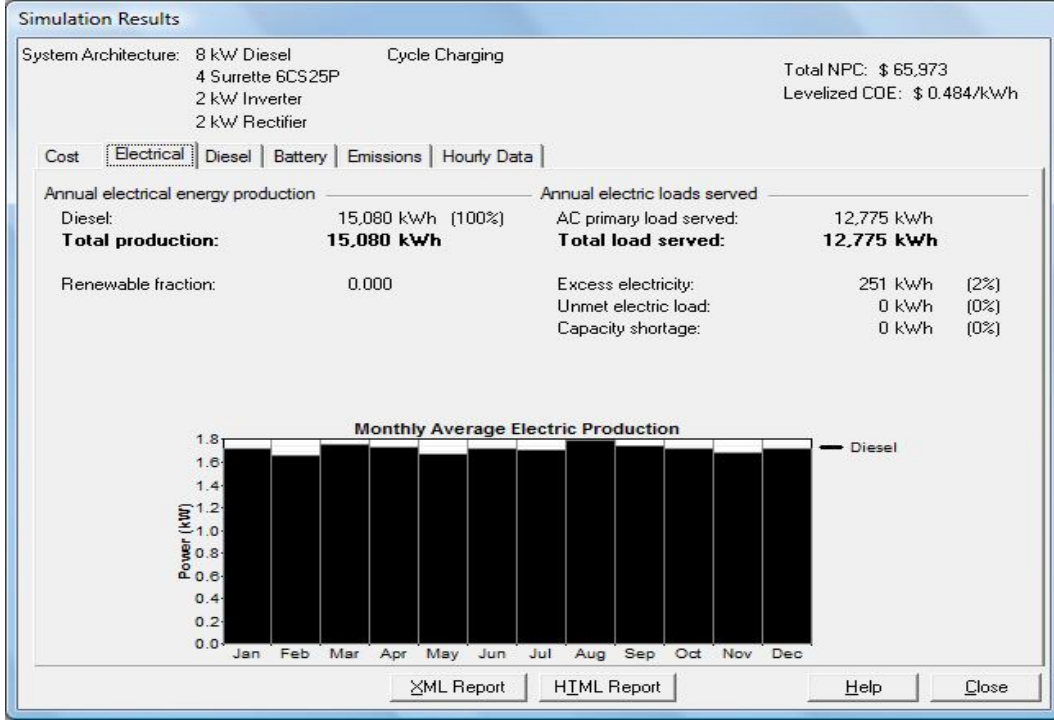 Simulation Results
System Architecture: 8 kW Diesel Cycle Charging
4 Surrette 6CS25P
2 kW Inverter
2 kW Rectifier
Total NPC: $ 65,973
Levelized COE: $ 0.484/kWh
Cost Electrical Diesel Battery Emissions Hourly Data
Annual electrical energy production Annual electric loads served
Diesel: 15,080 kWh (100%) AC primary load served: 12,775 kWh
Total production: 15,080 kWh Total load served: 12,775 kWh
Renewable fraction: 0.000 Excess electricity: 251 kWh (2%)
Unmet electric load: 0 kWh (0%)
Capacity shortage: 0 kWh (0%)
Monthly Average Electric Production
Power (kW)
1.8
1.6
1.4
1.2
1.0
0.8
0.6
0.4
0.2
0.0
Jan Feb Mar Apr May Jun Jul Aug Sep Oct Nov Dec
Diesel
XML Report HTML Report Help Close